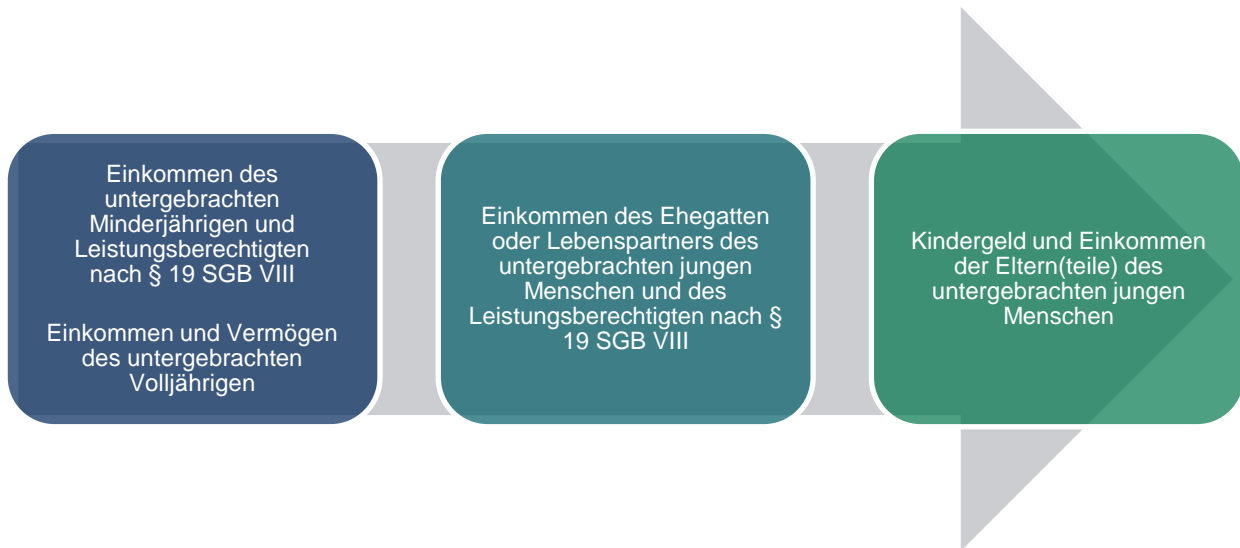 Einkommen des
untergebrachten
Minderjährigen und
Leistungsberechtigten
nach § 19 SGB VIII
Einkommen und Vermögen
des untergebrachten
Volljährigen
Einkommen des Ehegatten
oder Lebenspartners des
untergebrachten jungen
Menschen und des
Leistungsberechtigten nach §
19 SGB VIII
Kindergeld und Einkommen
der Eltern(teile) des
untergebrachten jungen
Menschen